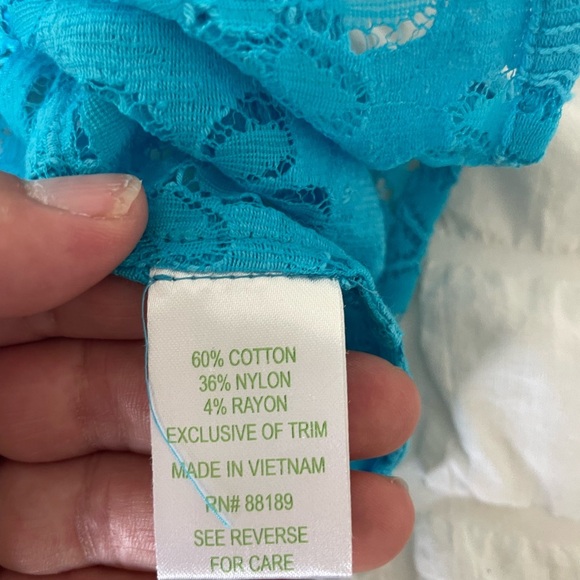 60% COTTON
36% NYLON
4% RAYON
EXCLUSIVE OF TRIM
MADE IN VIETNAM
RN# 88189
SEE REVERSE
FOR CARE